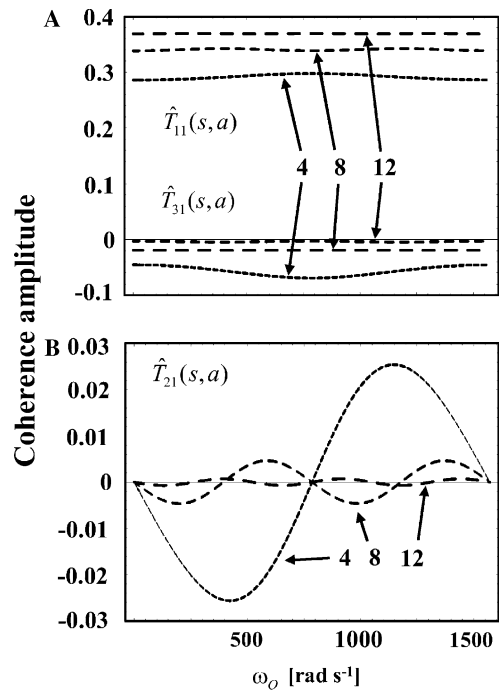 A
0.4
0.3
0.2
0.1
0
-0.1
T̂₁₁(s,a)
T̂₃₁(s,a)
4 8 12
Coherence amplitude
B
0.03
0.02
0.01
0
-0.01
-0.02
-0.03
T̂₂₁(s,a)
4 8 12
500 1000 1500
ω_O [rad s⁻¹]